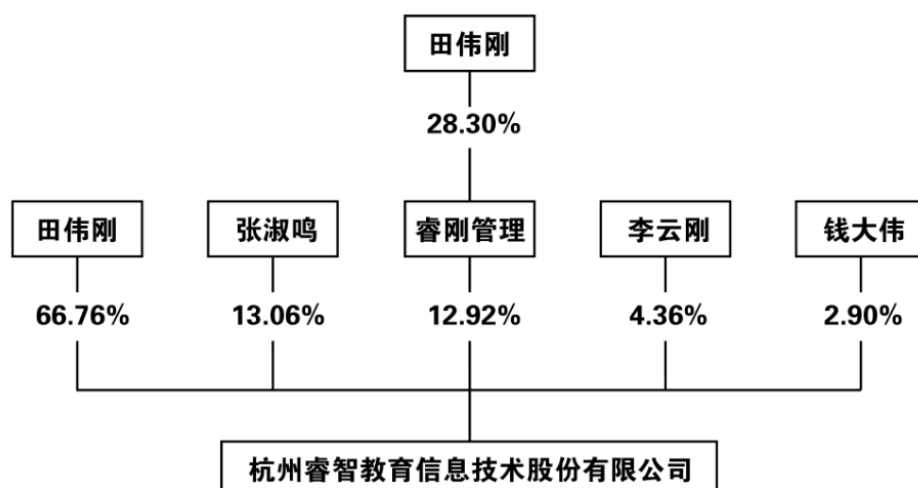 田伟刚
28.30%
田伟刚 张淑鸣 睿刚管理 李云刚 钱大伟
66.76% 13.06% 12.92% 4.36% 2.90%
杭州睿智教育信息技术股份有限公司